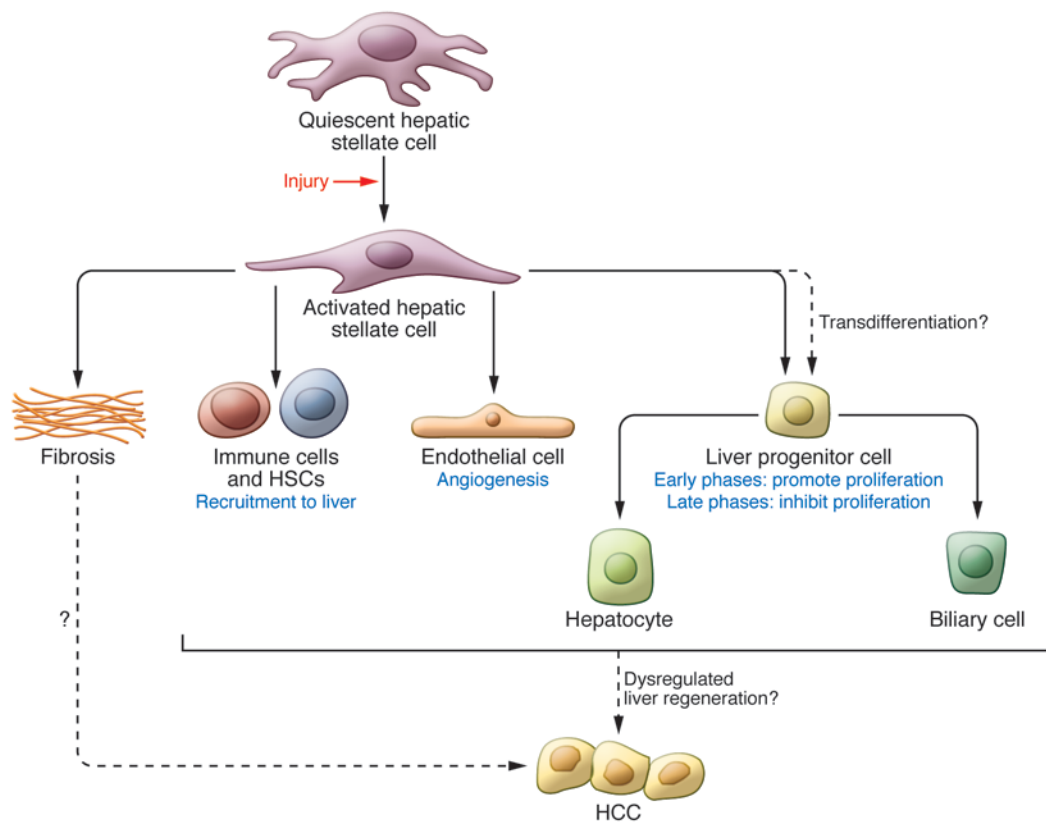 Quiescent hepatic
stellate cell
Injury
Activated hepatic
stellate cell
Transdifferentiation?
Fibrosis
Immune cells
and HSCs
Recruitment to liver
Endothelial cell
Angiogenesis
Liver progenitor cell
Early phases: promote proliferation
Late phases: inhibit proliferation
?
Hepatocyte
Biliary cell
Dysregulated
liver regeneration?
HCC